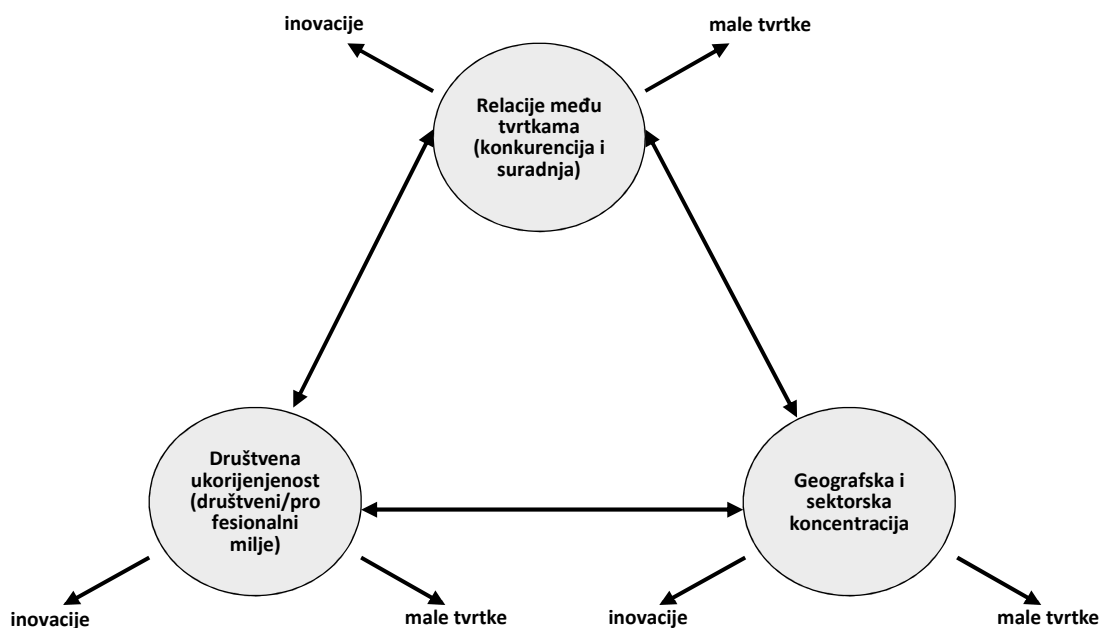 inovacije
male tvrtke
Relacije među
tvrtkama
(konkurencija i
suradnja)
Društvena
ukorijenjenost
(društveni/pro
fesionalni
milje)
Geografska i
sektorska
koncentracija
inovacije
male tvrtke
inovacije
male tvrtke